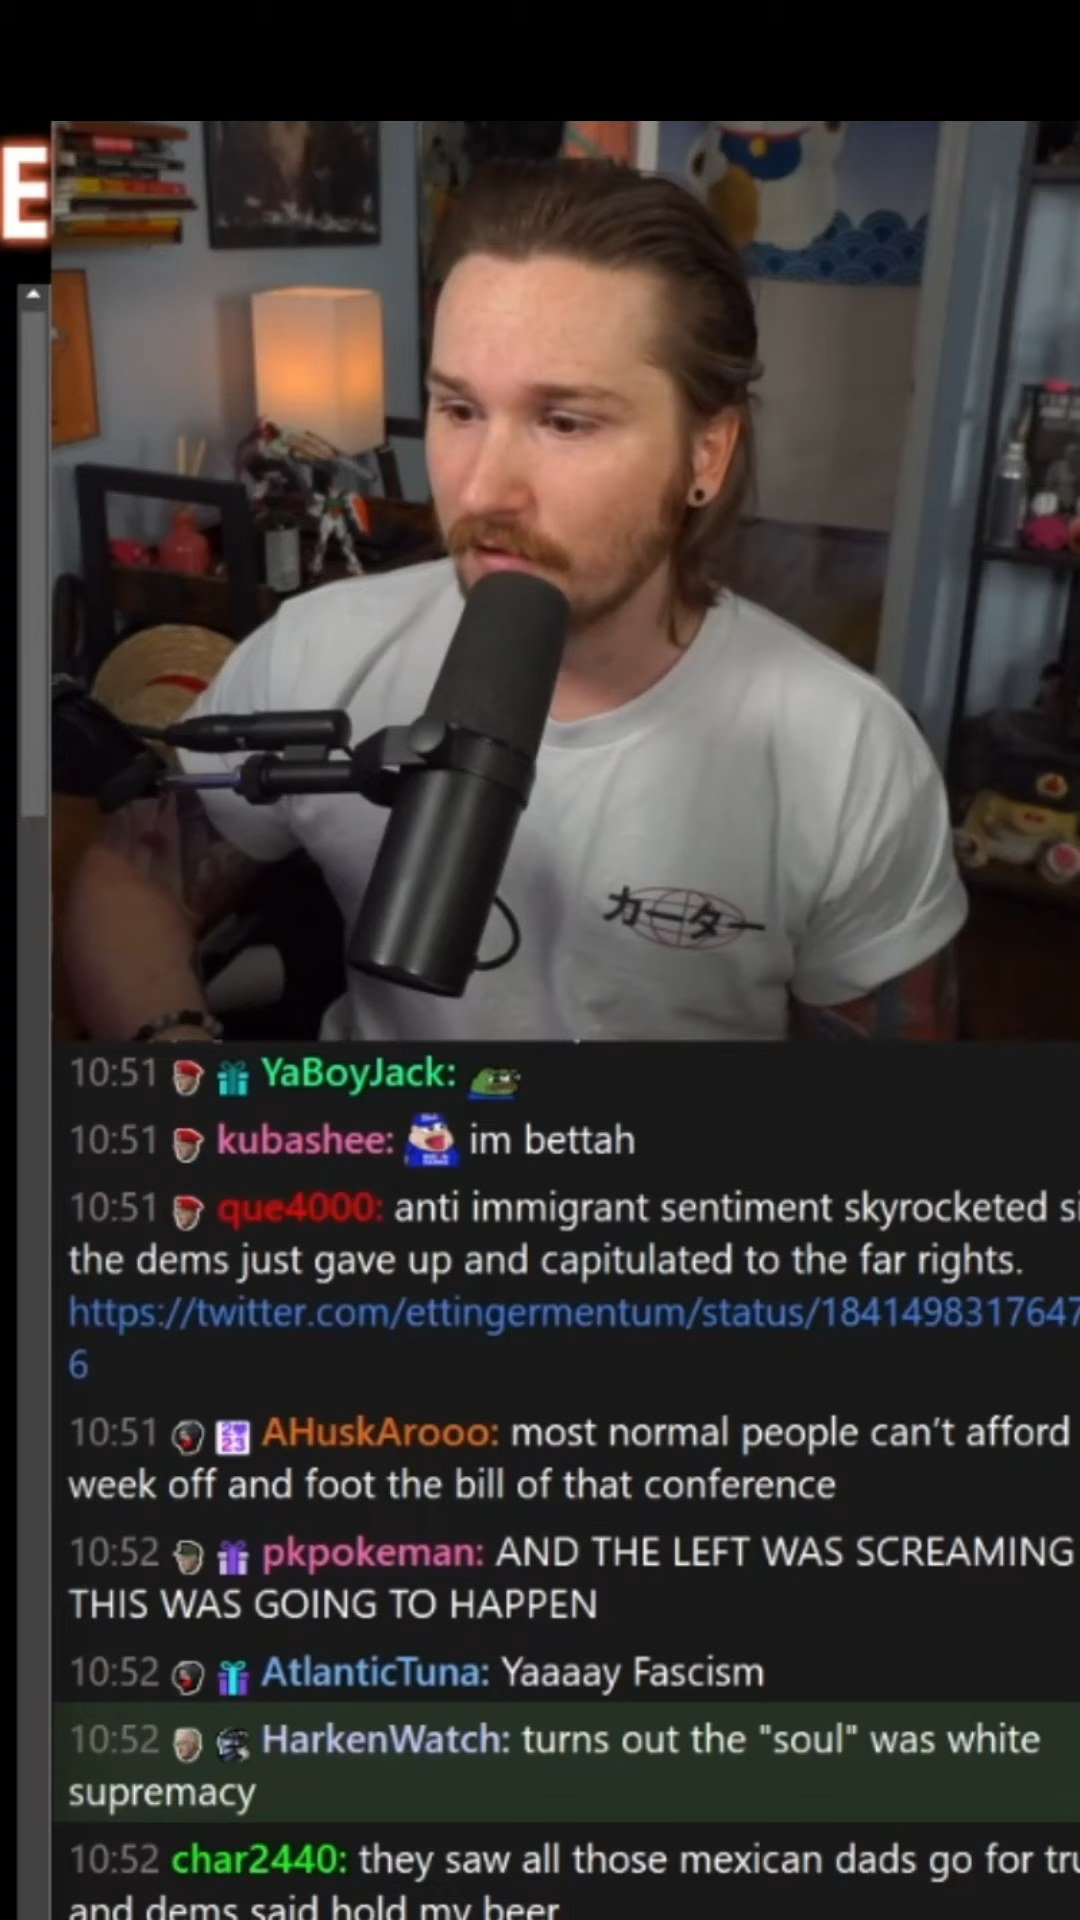 E
カーター
10:51 YaBoyJack:
10:51 kubashee: im bettah
10:51 que4000: anti immigrant sentiment skyrocketed si
the dems just gave up and capitulated to the far rights.
https://twitter.com/ettingermentum/status/1841498317647
6
10:51 AHuskArooo: most normal people can't afford
week off and foot the bill of that conference
10:52 pkpokeman: AND THE LEFT WAS SCREAMING
THIS WAS GOING TO HAPPEN
10:52 AtlanticTuna: Yaaaay Fascism
10:52 HarkenWatch: turns out the "soul" was white
supremacy
10:52 char2440: they saw all those mexican dads go for tru
and dems said hold my beer